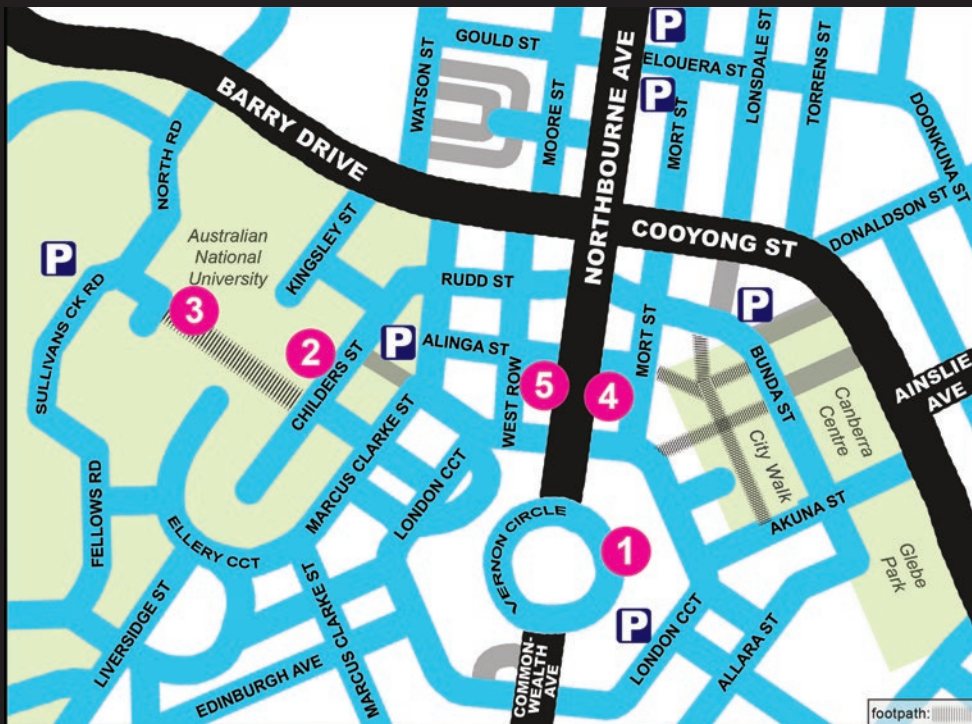 GOULD ST
WATSON ST
MOORE ST
NORTHBOURNE AVE
P
ELOUERA ST
P
MORT ST
LONSDALE ST
TORRENS ST
DOONKUNA ST
DONALDSON ST
BARRY DRIVE
COOYONG ST
NORTH RD
Australian
National
University
KINGSLEY ST
P
SULLIVANS CK RD
3
2
CHILDERS ST
P
RUDD ST
ALINGA ST
WEST ROW
5
4
MORT ST
P
BUNDA ST
AINSLIE
AVE
Canberra
Centre
City Walk
AKUNA ST
Glebe
Park
MARCUS CLARKE ST
LONDON CCT
VERNON CIRCLE
1
P
FELLOWS RD
ELLERY CCT
LIVERSIDGE ST
MARCUS CLARKE ST
EDINBURGH AVE
COMMON-
WEALTH
AVE
LONDON CCT
ALLARA ST
footpath: